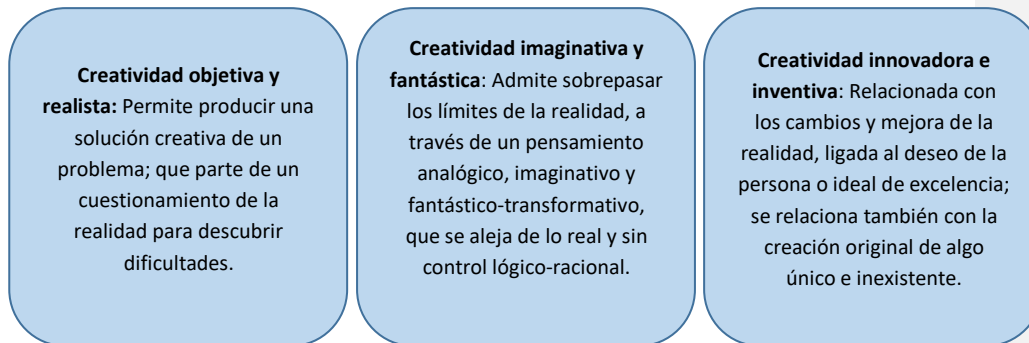 Creatividad objetiva y
realista: Permite producir una
solución creativa de un
problema; que parte de un
cuestionamiento de la
realidad para descubrir
dificultades.
Creatividad imaginativa y
fantástica: Admite sobrepasar
los límites de la realidad, a
través de un pensamiento
analógico, imaginativo y
fantástico-transformativo,
que se aleja de lo real y sin
control lógico-racional.
Creatividad innovadora e
inventiva: Relacionada con
los cambios y mejora de la
realidad, ligada al deseo de la
persona o ideal de excelencia;
se relaciona también con la
creación original de algo
único e inexistente.